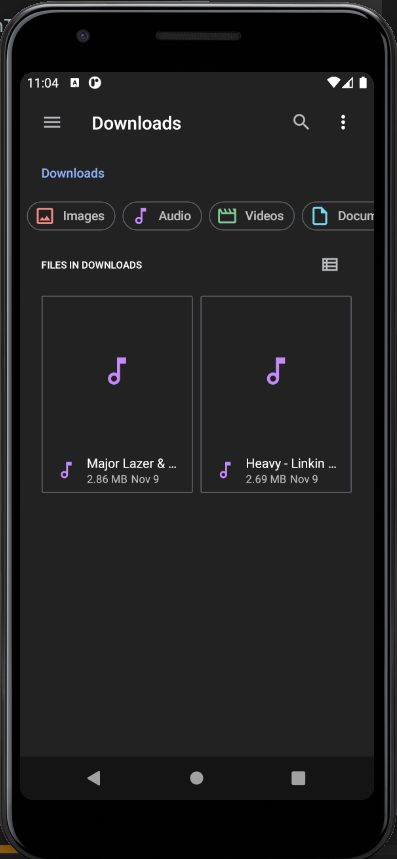 11:04
Downloads
Downloads
Images Audio Videos Docum
FILES IN DOWNLOADS
Major Lazer & ... Heavy - Linkin ...
2.86 MB Nov 9 2.69 MB Nov 9